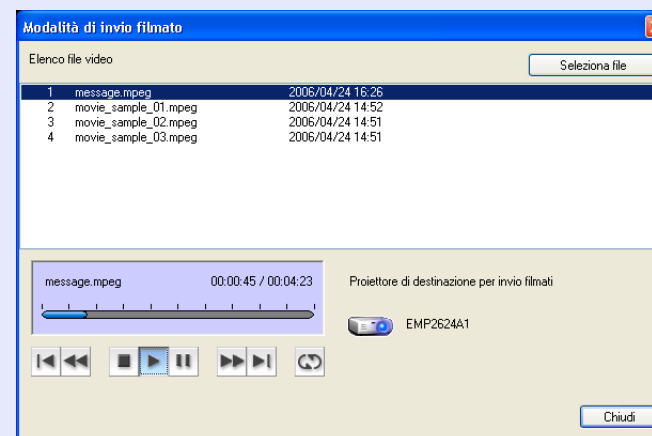 Modalità di invio filmato
Elenco file video
Seleziona file
1 message.mpeg 2006/04/24 16:26
2 movie_sample_01.mpeg 2006/04/24 14:52
3 movie_sample_02.mpeg 2006/04/24 14:51
4 movie_sample_03.mpeg 2006/04/24 14:51
message.mpeg 00:00:45 / 00:04:23
Proiettore di destinazione per invio filmati
EMP2624A1
Chiudi